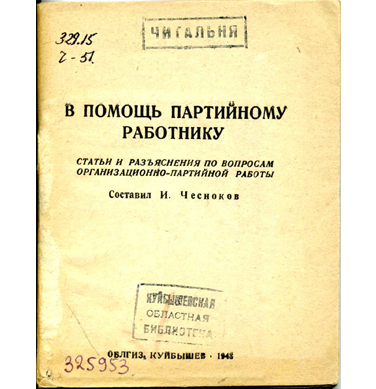 329.15
Ч-51.
ЧИТАЛЬНЯ
В ПОМОЩЬ ПАРТИЙНОМУ
РАБОТНИКУ
СТАТЬИ И РАЗЪЯСНЕНИЯ ПО ВОПРОСАМ
ОРГАНИЗАЦИОННО-ПАРТИЙНОЙ РАБОТЫ
Составил И. Чесноков
КУЙБЫШЕВСКАЯ
ОБЛАСТНАЯ
БИБЛИОТЕКА
ОБЛГИЗ, КУЙБЫШЕВ - 1948
325953